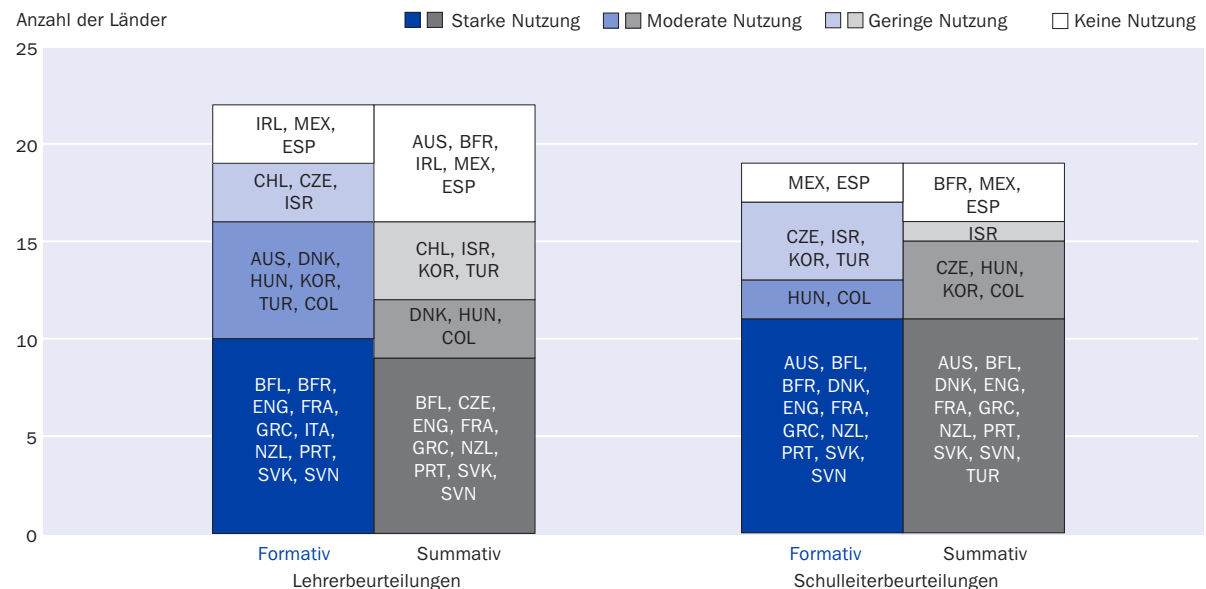 Anzahl der Länder
Starke Nutzung
Moderate Nutzung
Geringe Nutzung
Keine Nutzung
25
20
15
10
5
0
IRL, MEX,
ESP
CHL, CZE,
ISR
AUS, DNK,
HUN, KOR,
TUR, COL
BFL, BFR,
ENG, FRA,
GRC, ITA,
NZL, PRT,
SVK, SVN
AUS, BFR,
IRL, MEX,
ESP
CHL, ISR,
KOR, TUR
DNK, HUN,
COL
BFL, CZE,
ENG, FRA,
GRC, NZL,
PRT, SVK,
SVN
MEX, ESP
CZE, ISR,
KOR, TUR
HUN, COL
AUS, BFL,
BFR, DNK,
ENG, FRA,
GRC, NZL,
PRT, SVK,
SVN
BFR, MEX,
ESP
ISR
CZE, HUN,
KOR, COL
AUS, BFL,
DNK, ENG,
FRA, GRC,
NZL, PRT,
SVK, SVN,
TUR
Formativ
Summativ
Formativ
Summativ
Lehrerbeurteilungen
Schulleiterbeurteilungen